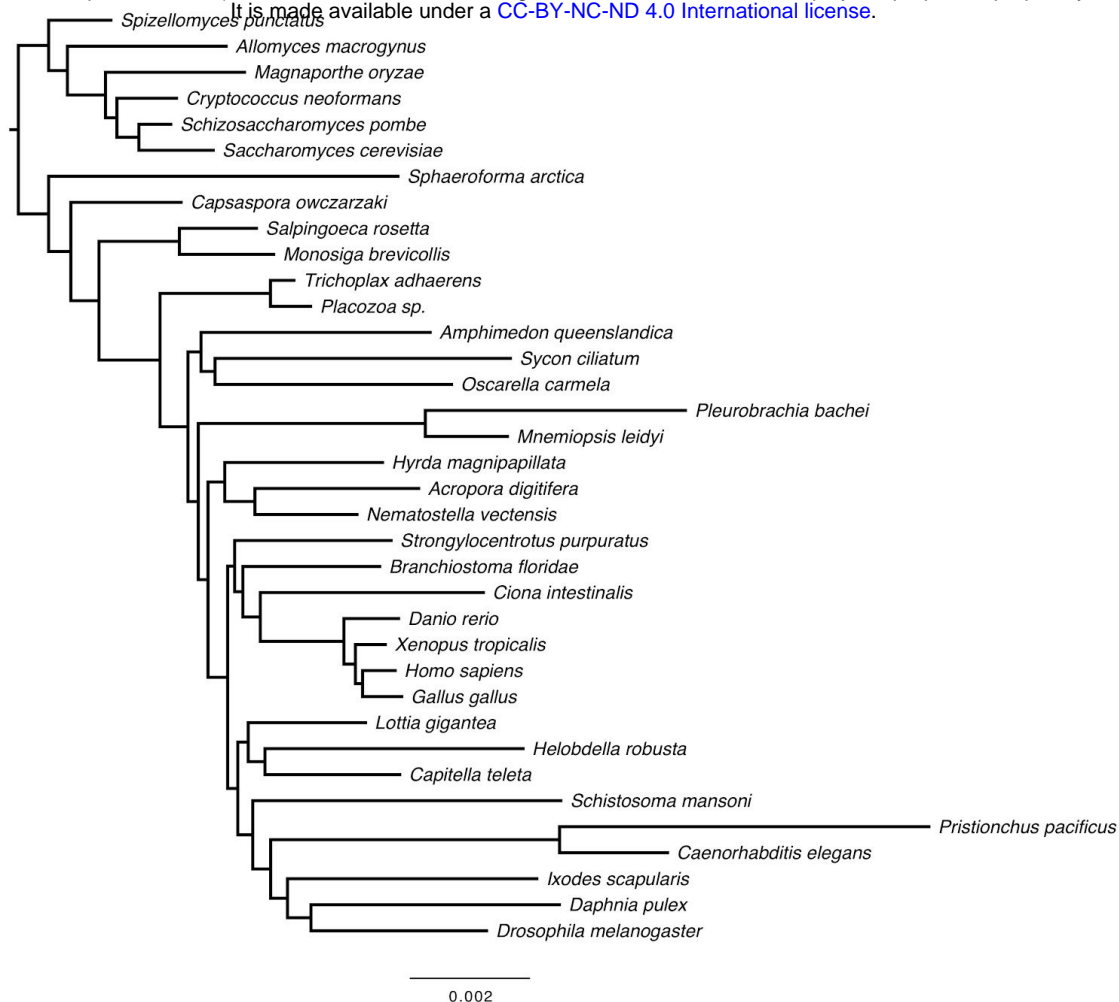 It is made available under a CC-BY-NC-ND 4.0 International license.
Spizellomyces punctatus
Allomyces macrogynus
Magnaporthe oryzae
Cryptococcus neoformans
Schizosaccharomyces pombe
Saccharomyces cerevisiae
Sphaeroforma arctica
Capsaspora owczarzaki
Salpingoeca rosetta
Monosiga brevicollis
Trichoplax adhaerens
Placozoa sp.
Amphimedon queenslandica
Sycon ciliatum
Oscarella carmela
Pleurobrachia bachei
Mnemiopsis leidyi
Hyrda magnipapillata
Acropora digitifera
Nematostella vectensis
Strongylocentrotus purpuratus
Branchiostoma floridae
Ciona intestinalis
Danio rerio
Xenopus tropicalis
Homo sapiens
Gallus gallus
Lottia gigantea
Helobdella robusta
Capitella teleta
Schistosoma mansoni
Pristionchus pacificus
Caenorhabditis elegans
Ixodes scapularis
Daphnia pulex
Drosophila melanogaster
0.002